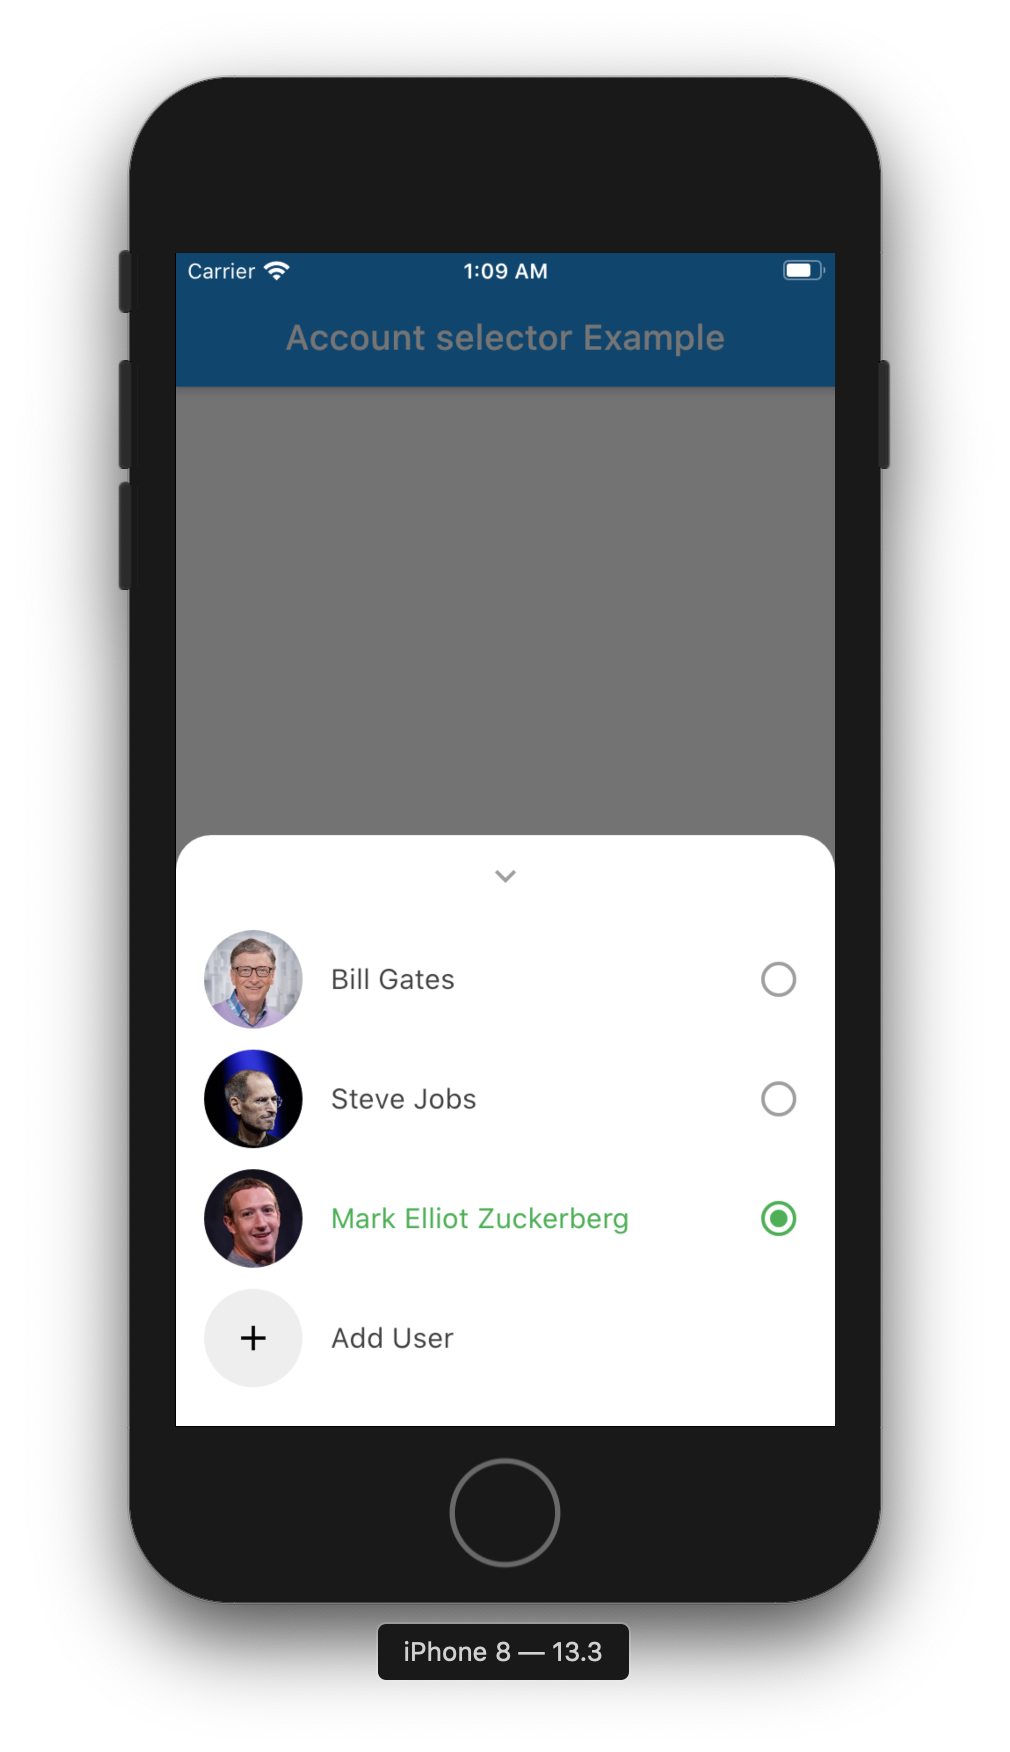 Carrier 1:09 AM
Account selector Example
Bill Gates
Steve Jobs
Mark Elliot Zuckerberg
Add User
iPhone 8 — 13.3